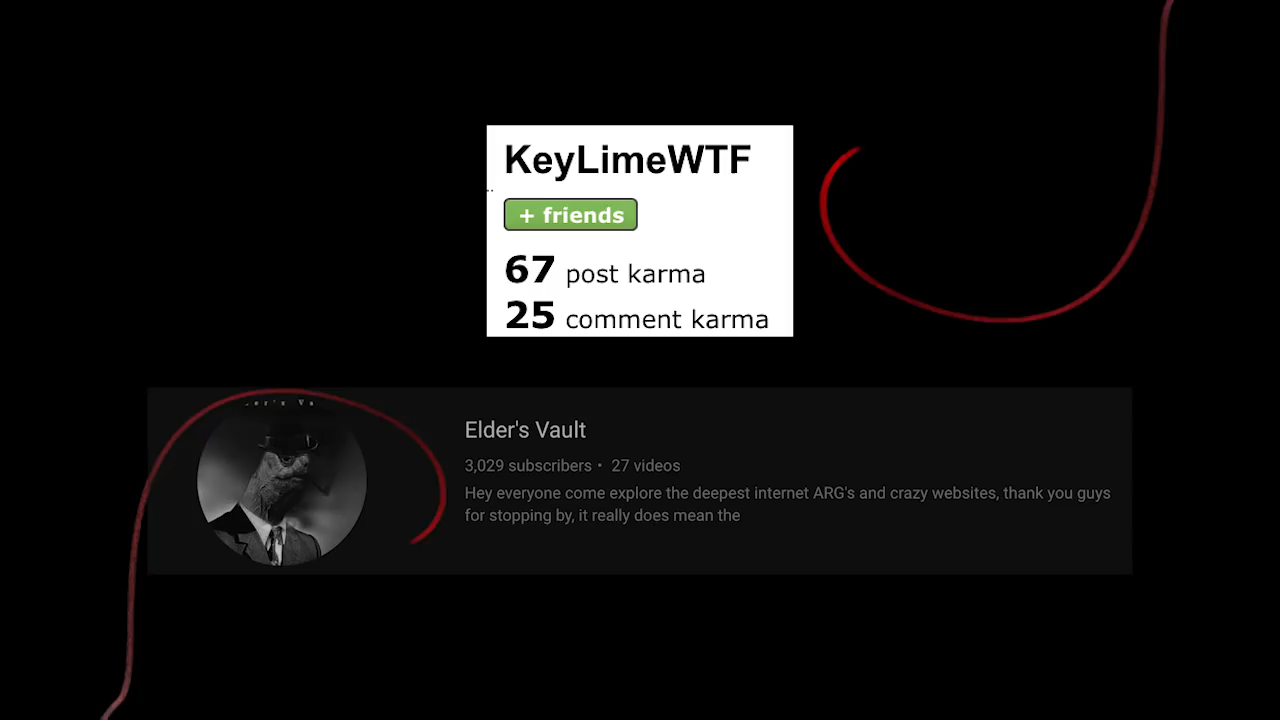 KeyLimeWTF
+ friends
67 post karma
25 comment karma
Elder's Vault
3,029 subscribers • 27 videos
Hey everyone come explore the deepest internet ARG's and crazy websites, thank you guys
for stopping by, it really does mean the